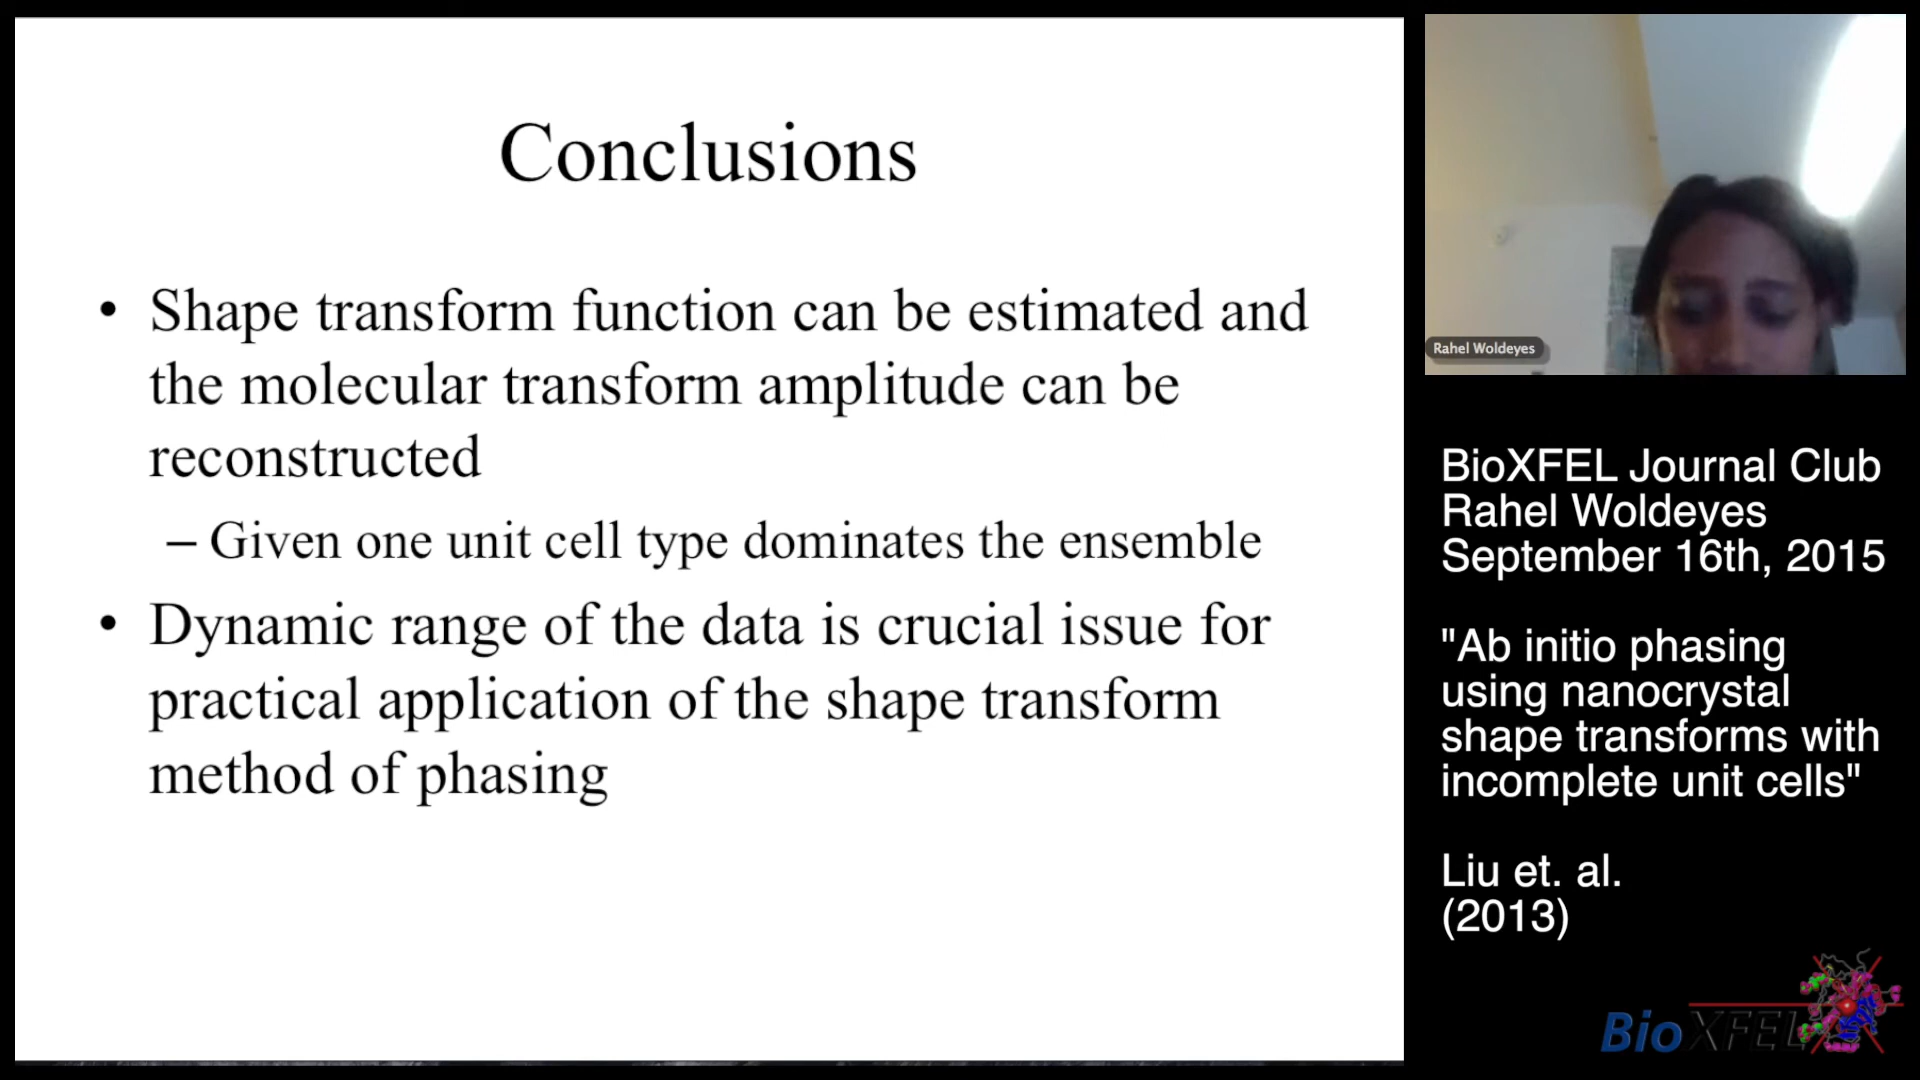 Conclusions
• Shape transform function can be estimated and
the molecular transform amplitude can be
reconstructed
– Given one unit cell type dominates the ensemble
• Dynamic range of the data is crucial issue for
practical application of the shape transform
method of phasing
Rahel Woldeyes
BioXFEL Journal Club
Rahel Woldeyes
September 16th, 2015
"Ab initio phasing
using nanocrystal
shape transforms with
incomplete unit cells"
Liu et. al.
(2013)
BioXFEL